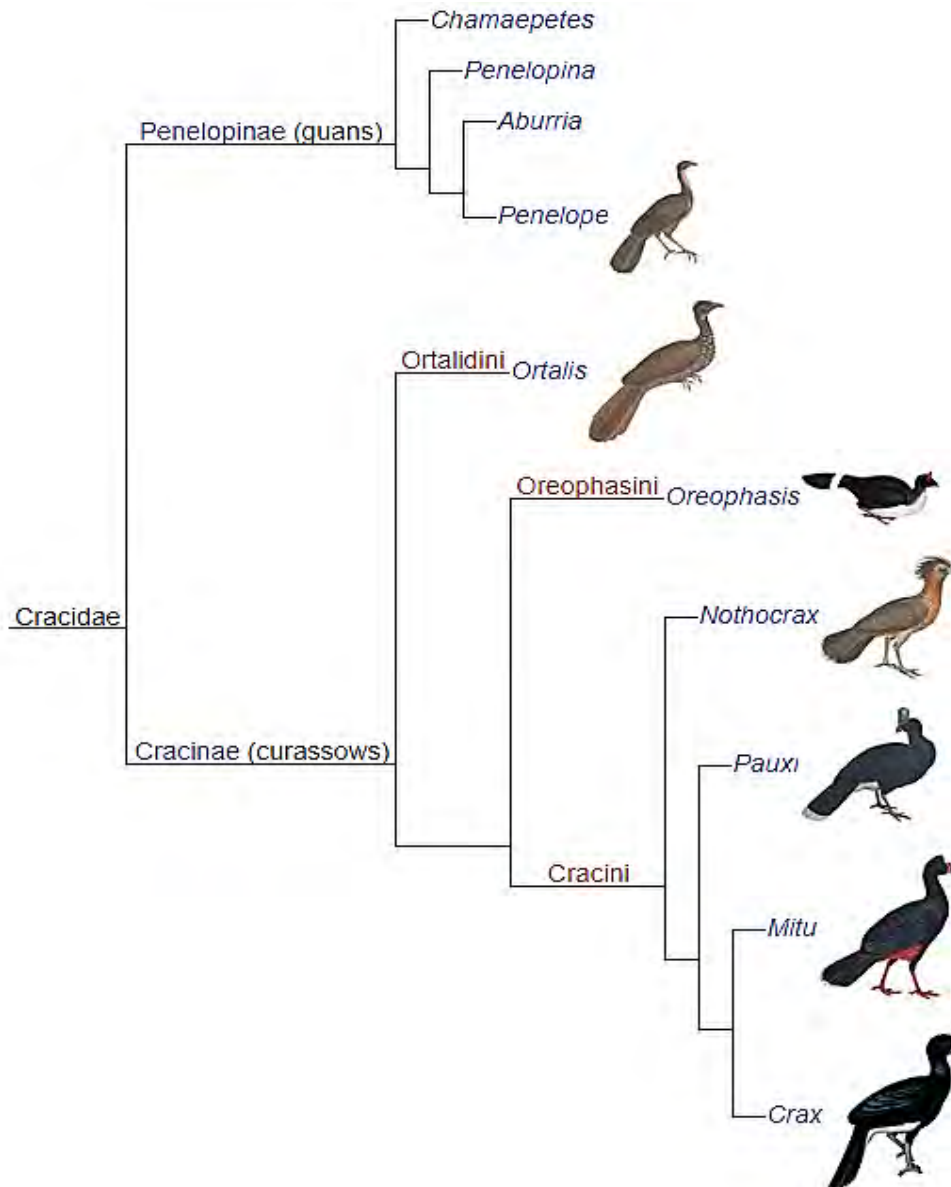 Chamaepetes
Penelopina
Aburria
Penelopinae (guans)
Penelope
Ortalidini
Ortalis
Oreophasini
Oreophasis
Cracidae
Nothocrax
Cracinae (curassows)
Pauxi
Cracini
Mitu
Crax